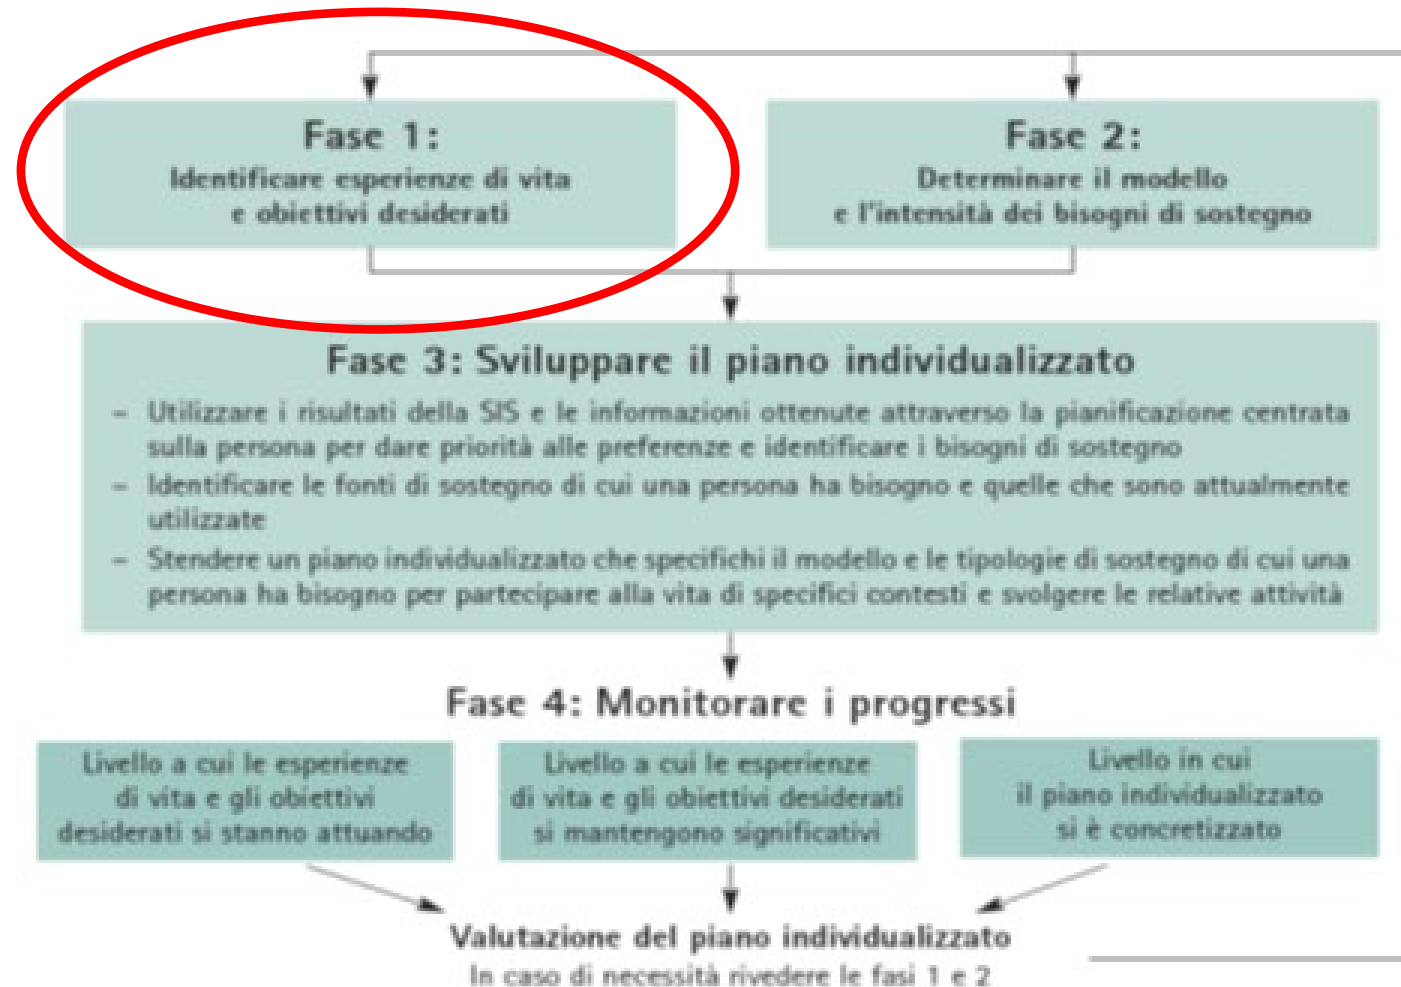 Fase 1:
Identificare esperienze di vita
e obiettivi desiderati
Fase 2:
Determinare il modello
e l'intensità dei bisogni di sostegno
Fase 3: Sviluppare il piano individualizzato
– Utilizzare i risultati della SIS e le informazioni ottenute attraverso la pianificazione centrata
sulla persona per dare priorità alle preferenze e identificare i bisogni di sostegno
– Identificare le fonti di sostegno di cui una persona ha bisogno e quelle che sono attualmente
utilizzate
– Stendere un piano individualizzato che specifichi il modello e le tipologie di sostegno di cui una
persona ha bisogno per partecipare alla vita di specifici contesti e svolgere le relative attività
Fase 4: Monitorare i progressi
Livello a cui le esperienze
di vita e gli obiettivi
desiderati si stanno attuando
Livello a cui le esperienze
di vita e gli obiettivi desiderati
si mantengono significativi
Livello in cui
il piano individualizzato
si è concretizzato
Valutazione del piano individualizzato
In caso di necessità rivedere le fasi 1 e 2